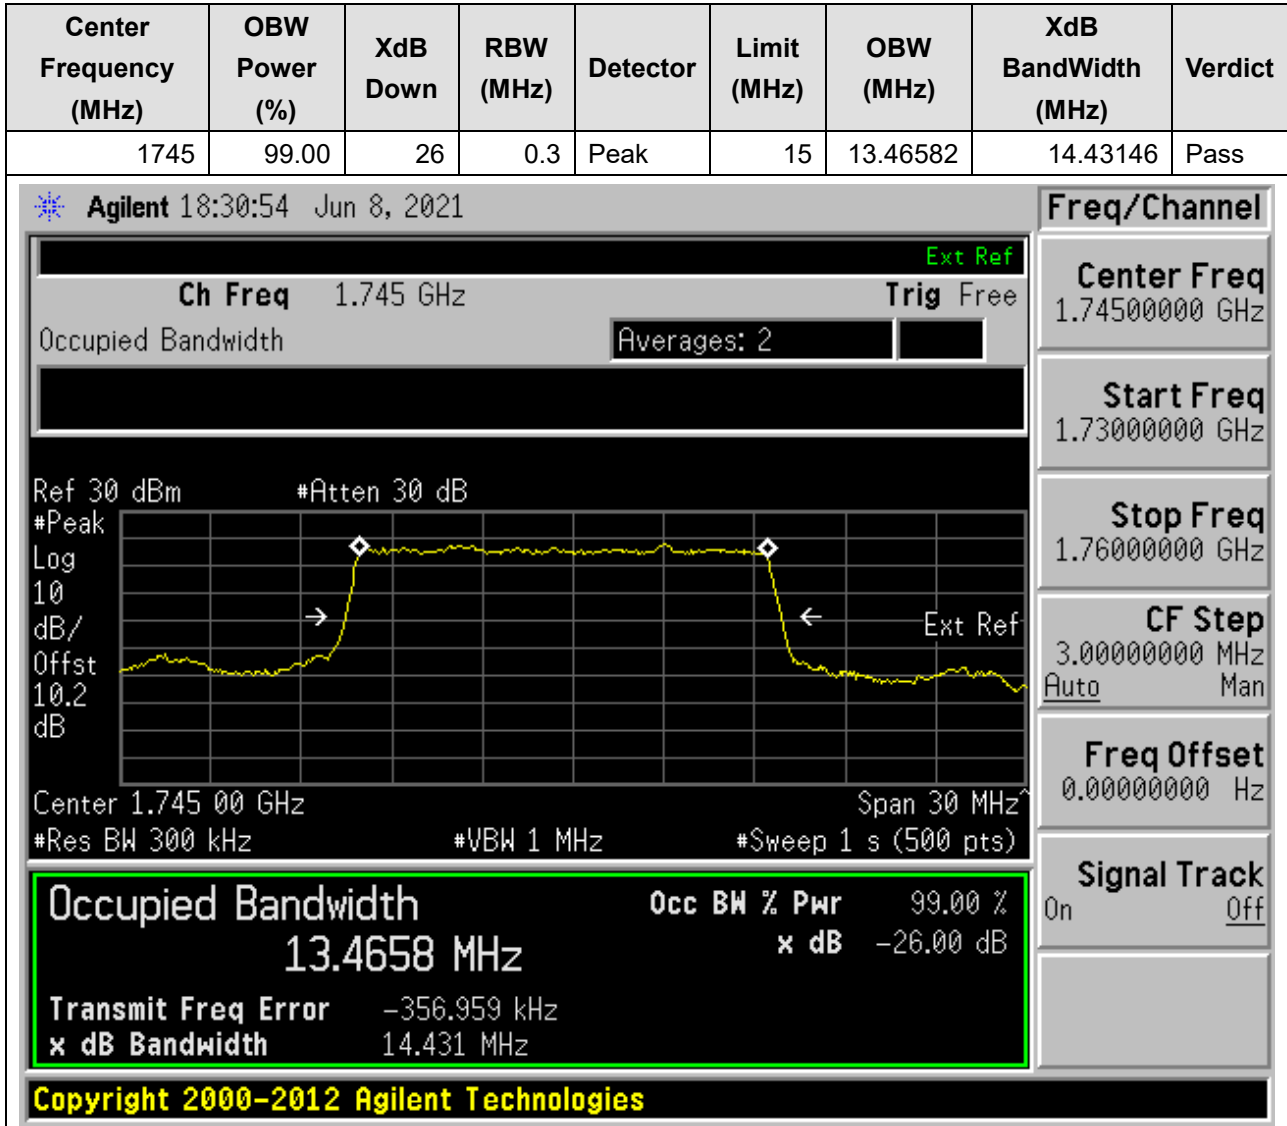 Center Frequency (MHz) OBW Power (%) XdB Down RBW (MHz) Detector Limit (MHz) OBW (MHz) XdB BandWidth (MHz) Verdict
1745 99.00 26 0.3 Peak 15 13.46582 14.43146 Pass
Agilent 18:30:54 Jun 8, 2021
Ext Ref
Ch Freq 1.745 GHz Trig Free
Occupied Bandwidth Averages: 2
Ref 30 dBm #Atten 30 dB
#Peak
Log
10
dB/
Offst
10.2
dB
Ext Ref
Center 1.745 00 GHz Span 30 MHz^
#Res BW 300 kHz #VBW 1 MHz #Sweep 1 s (500 pts)
Occupied Bandwidth Occ BW % Pwr 99.00 %
13.4658 MHz x dB -26.00 dB
Transmit Freq Error -356.959 kHz
x dB Bandwidth 14.431 MHz
Copyright 2000-2012 Agilent Technologies
Freq/Channel
Center Freq
1.74500000 GHz
Start Freq
1.73000000 GHz
Stop Freq
1.76000000 GHz
CF Step
3.00000000 MHz
Auto Man
Freq Offset
0.00000000 Hz
Signal Track
On Off